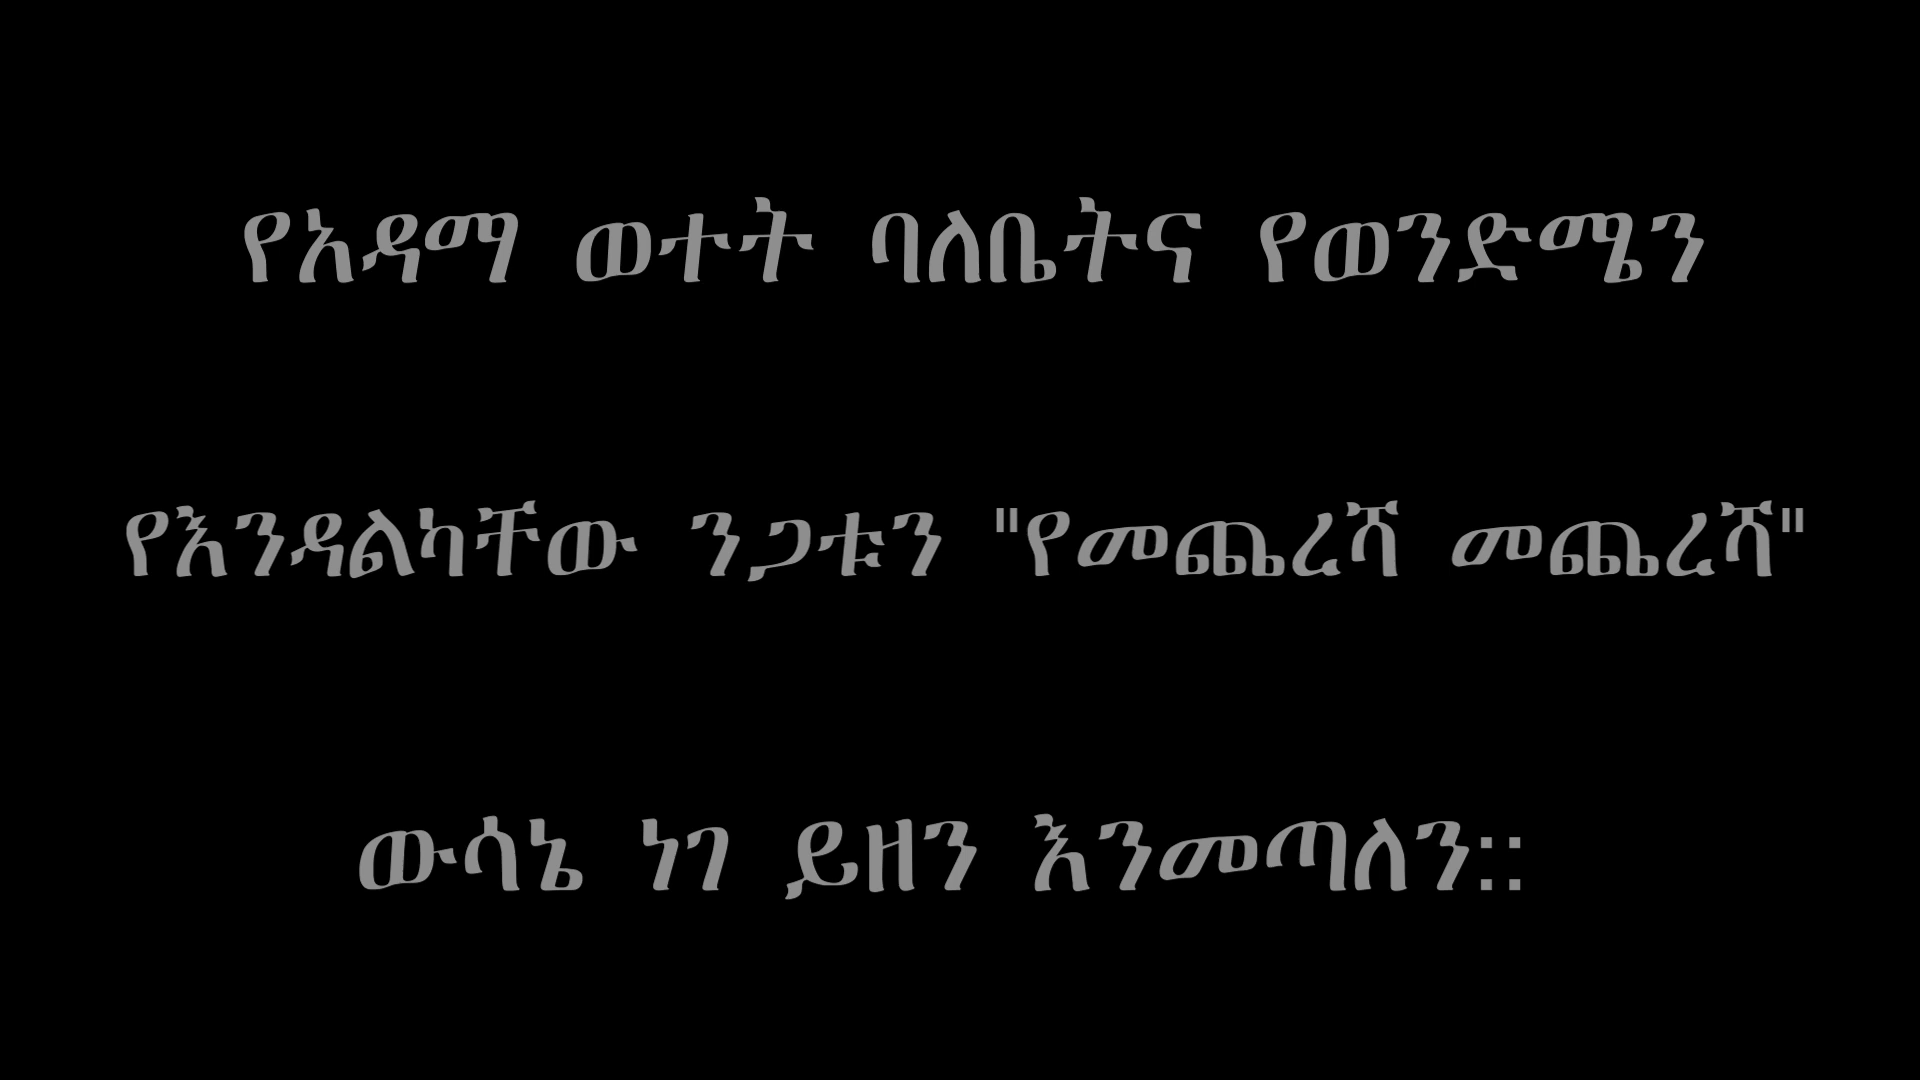 የአዳማ ወተት ባለቤትና የወንድሜን
የእንዳልካቸው ንጋቱን "የመጨረሻ መጨረሻ"
ውሳኔ ነገ ይዘን እንመጣለን::